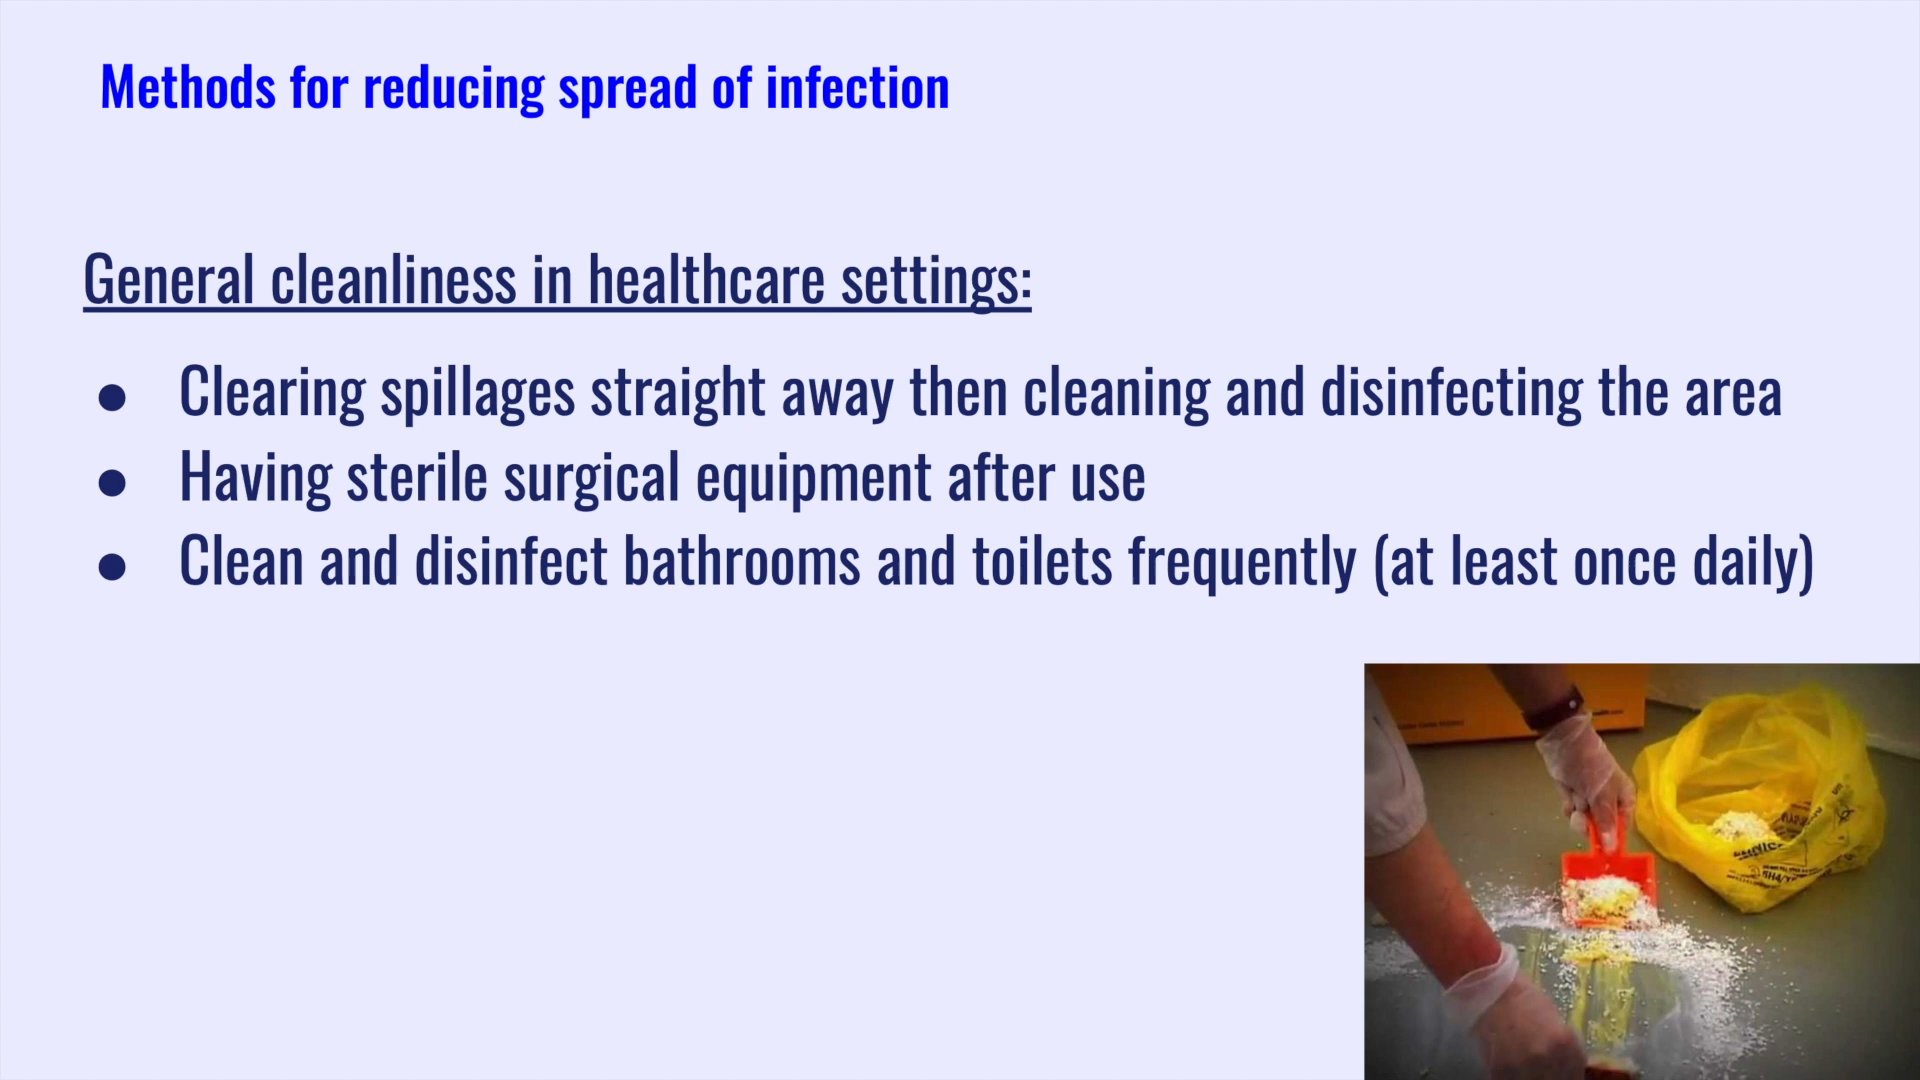 Methods for reducing spread of infection
General cleanliness in healthcare settings:
● Clearing spillages straight away then cleaning and disinfecting the area
● Having sterile surgical equipment after use
● Clean and disinfect bathrooms and toilets frequently (at least once daily)